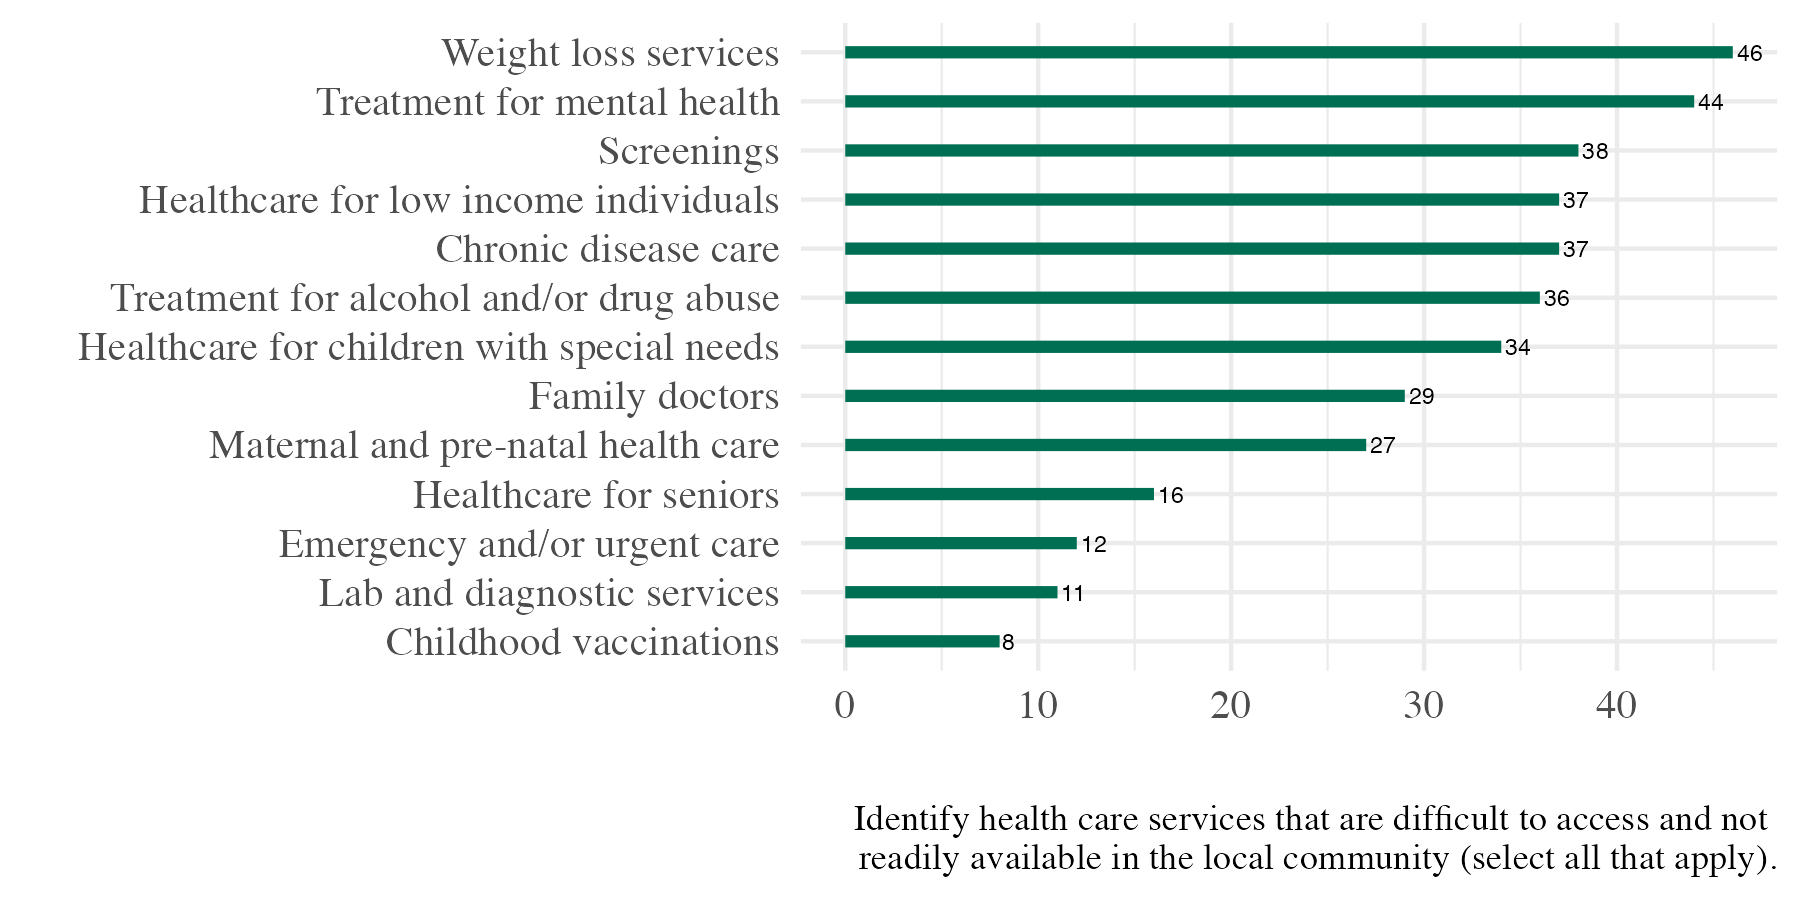 Weight loss services 46
Treatment for mental health 44
Screenings 38
Healthcare for low income individuals 37
Chronic disease care 37
Treatment for alcohol and/or drug abuse 36
Healthcare for children with special needs 34
Family doctors 29
Maternal and pre-natal health care 27
Healthcare for seniors 16
Emergency and/or urgent care 12
Lab and diagnostic services 11
Childhood vaccinations 8
0 10 20 30 40
Identify health care services that are difficult to access and not
readily available in the local community (select all that apply).